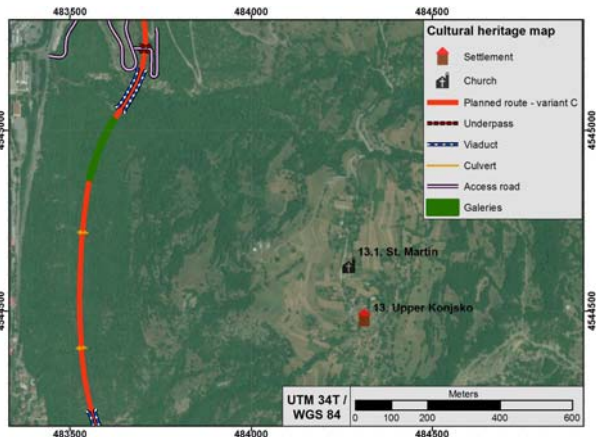 483500
484000
484500
4545000
4545000
Cultural heritage map
Settlement
Church
Planned route - variant C
Underpass
Viaduct
Culvert
Access road
Galeries
13.1. St. Martin
13. Upper Konjsko
4544500
4544500
UTM 34T /
WGS 84
Meters
0 100 200 400 600
483500
484000
484500